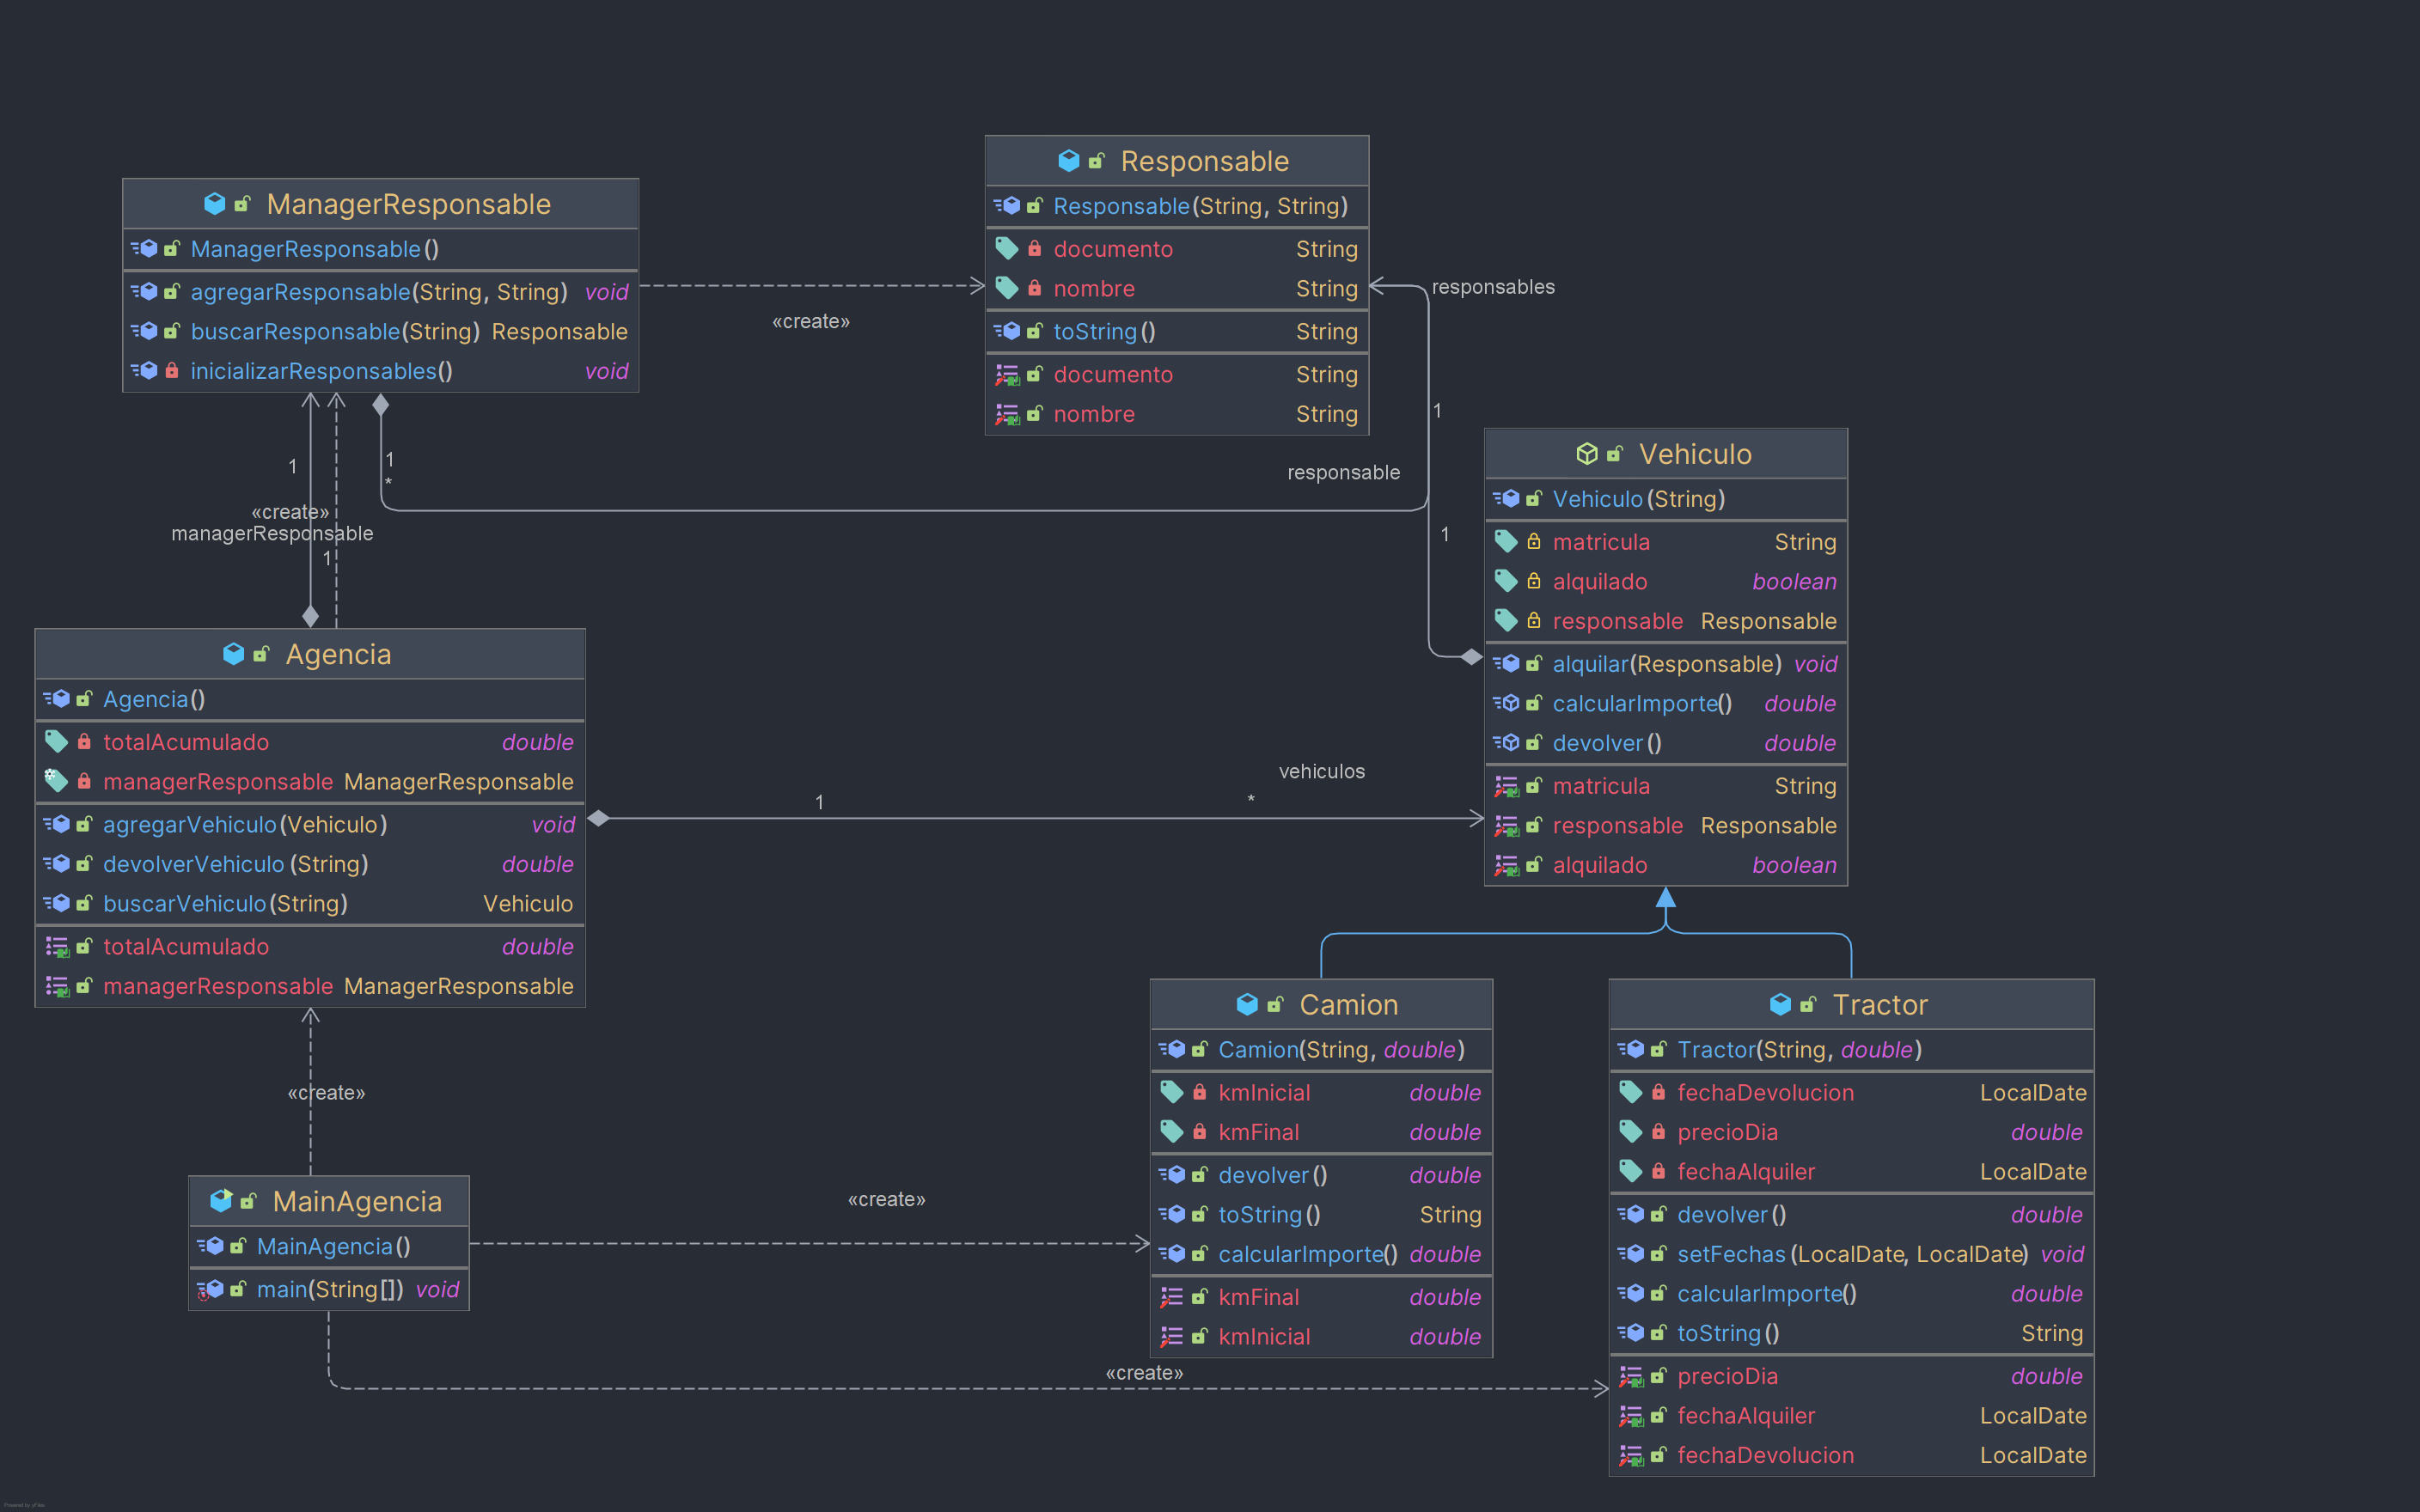 ManagerResponsable
ManagerResponsable()
agregarResponsable(String, String) void
buscarResponsable(String) Responsable
inicializarResponsables() void
Responsable
Responsable(String, String)
documento String
nombre String
toString() String
documento String
nombre String
«create»
responsables
1
responsable
1
1
*
1
«create»
managerResponsable
1
Vehiculo
Vehiculo(String)
matricula String
alquilado boolean
responsable Responsable
alquilar(Responsable) void
calcularImporte() double
devolver() double
matricula String
responsable Responsable
alquilado boolean
Agencia
Agencia()
totalAcumulado double
managerResponsable ManagerResponsable
agregarVehiculo(Vehiculo) void
devolverVehiculo(String) double
buscarVehiculo(String) Vehiculo
totalAcumulado double
managerResponsable ManagerResponsable
vehiculos
1
*
«create»
Camion
Camion(String, double)
kmInicial double
kmFinal double
devolver() double
toString() String
calcularImporte() double
kmFinal double
kmInicial double
Tractor
Tractor(String, double)
fechaDevolucion LocalDate
precioDia double
fechaAlquiler LocalDate
devolver() double
setFechas(LocalDate, LocalDate) void
calcularImporte() double
toString() String
precioDia double
fechaAlquiler LocalDate
fechaDevolucion LocalDate
MainAgencia
MainAgencia()
main(String[]) void
«create»
«create»
Powered by yFiles